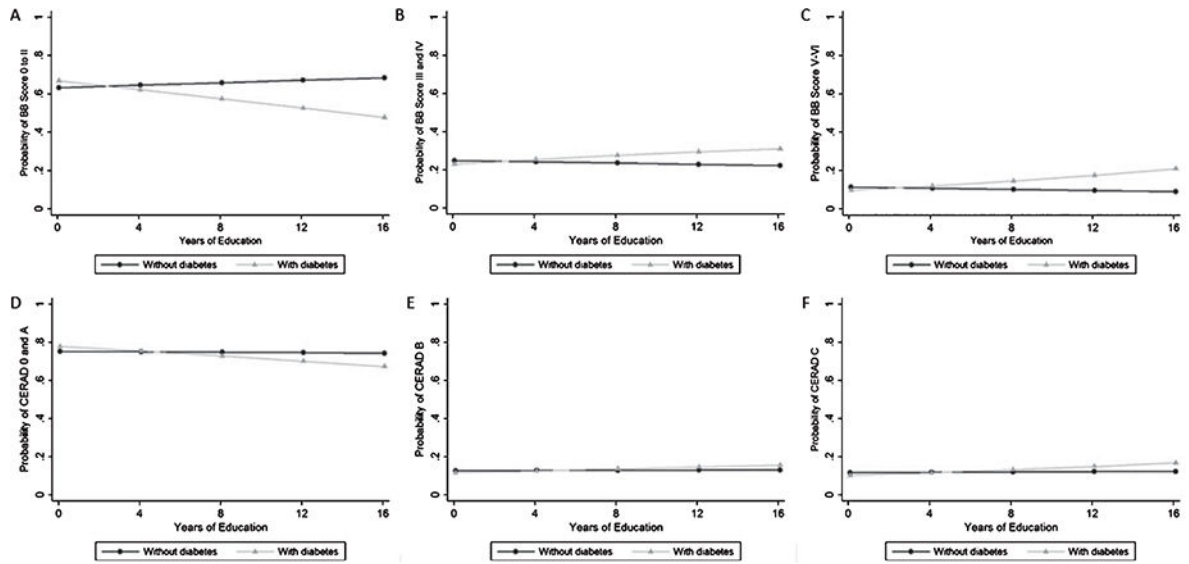 A
Probability of BB Score 0 to II
1
.8
.6
.4
.2
0
0 4 8 12 16
Years of Education
Without diabetes With diabetes
B
Probability of BB Score III and IV
1
.8
.6
.4
.2
0
0 4 8 12 16
Years of Education
Without diabetes With diabetes
C
Probability of BB Score V-VI
1
.8
.6
.4
.2
0
0 4 8 12 16
Years of Education
Without diabetes With diabetes
D
Probability of CERAD 0 and A
1
.8
.6
.4
.2
0
0 4 8 12 16
Years of Education
Without diabetes With diabetes
E
Probability of CERAD B
1
.8
.6
.4
.2
0
0 4 8 12 16
Years of Education
Without diabetes With diabetes
F
Probability of CERAD C
1
.8
.6
.4
.2
0
0 4 8 12 16
Years of Education
Without diabetes With diabetes